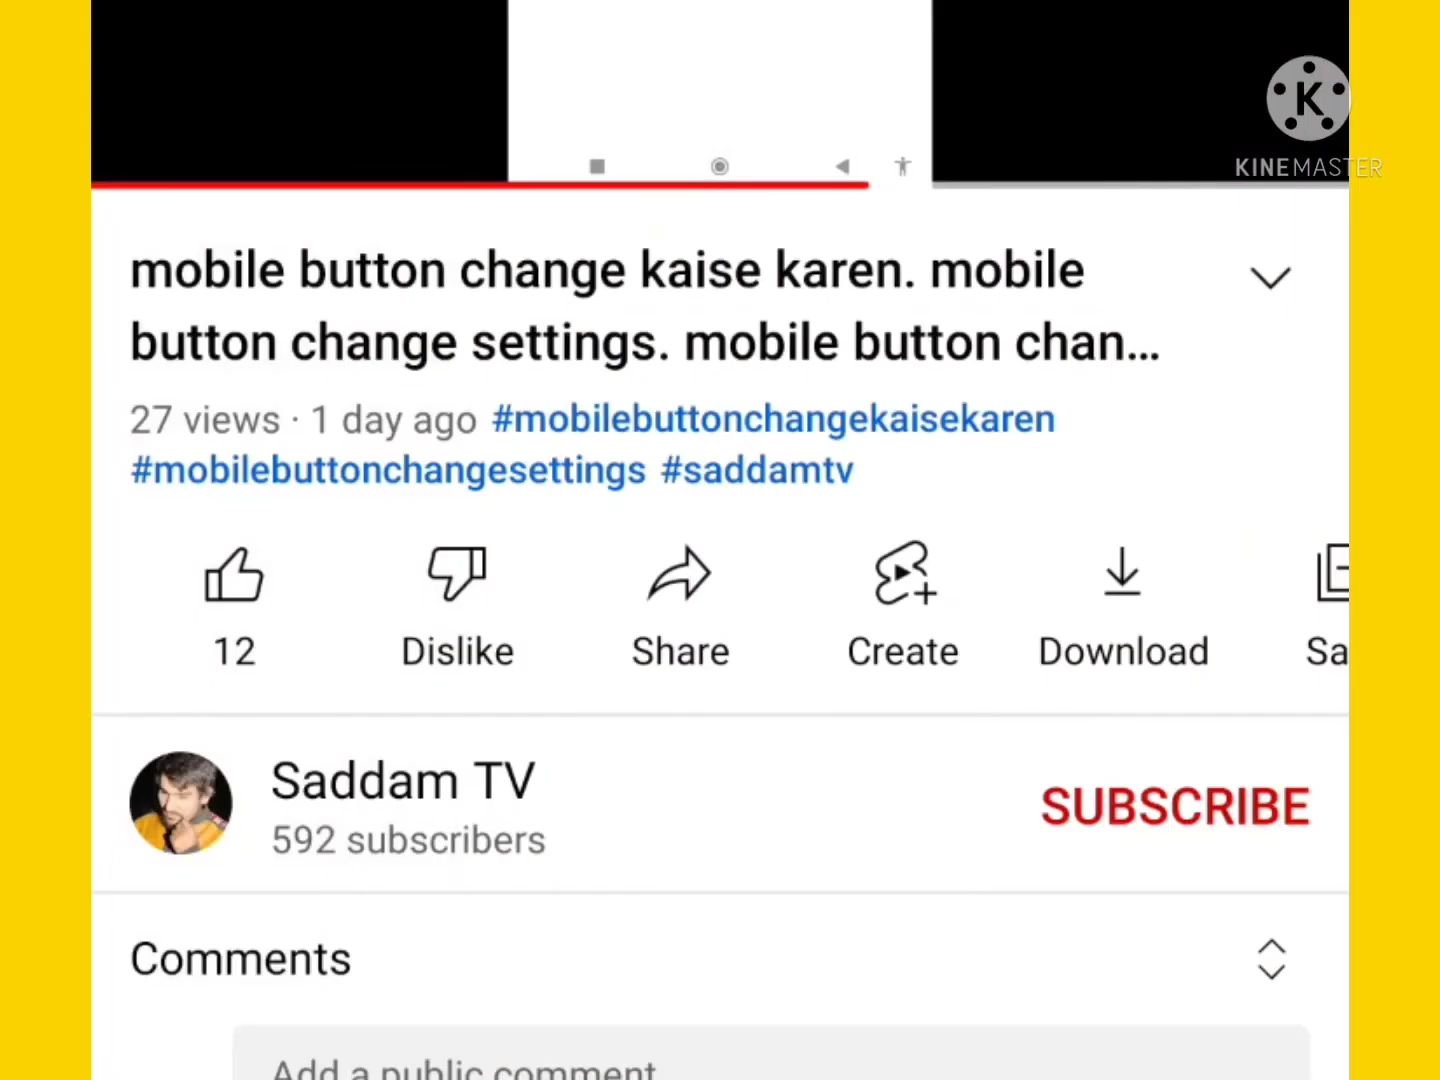 K
KINEMASTER
mobile button change kaise karen. mobile
button change settings. mobile button chan...
27 views · 1 day ago #mobilebuttonchangekaisekaren
#mobilebuttonchangesettings #saddamtv
12 Dislike Share Create Download Sa
Saddam TV
592 subscribers
SUBSCRIBE
Comments
Add a public comment